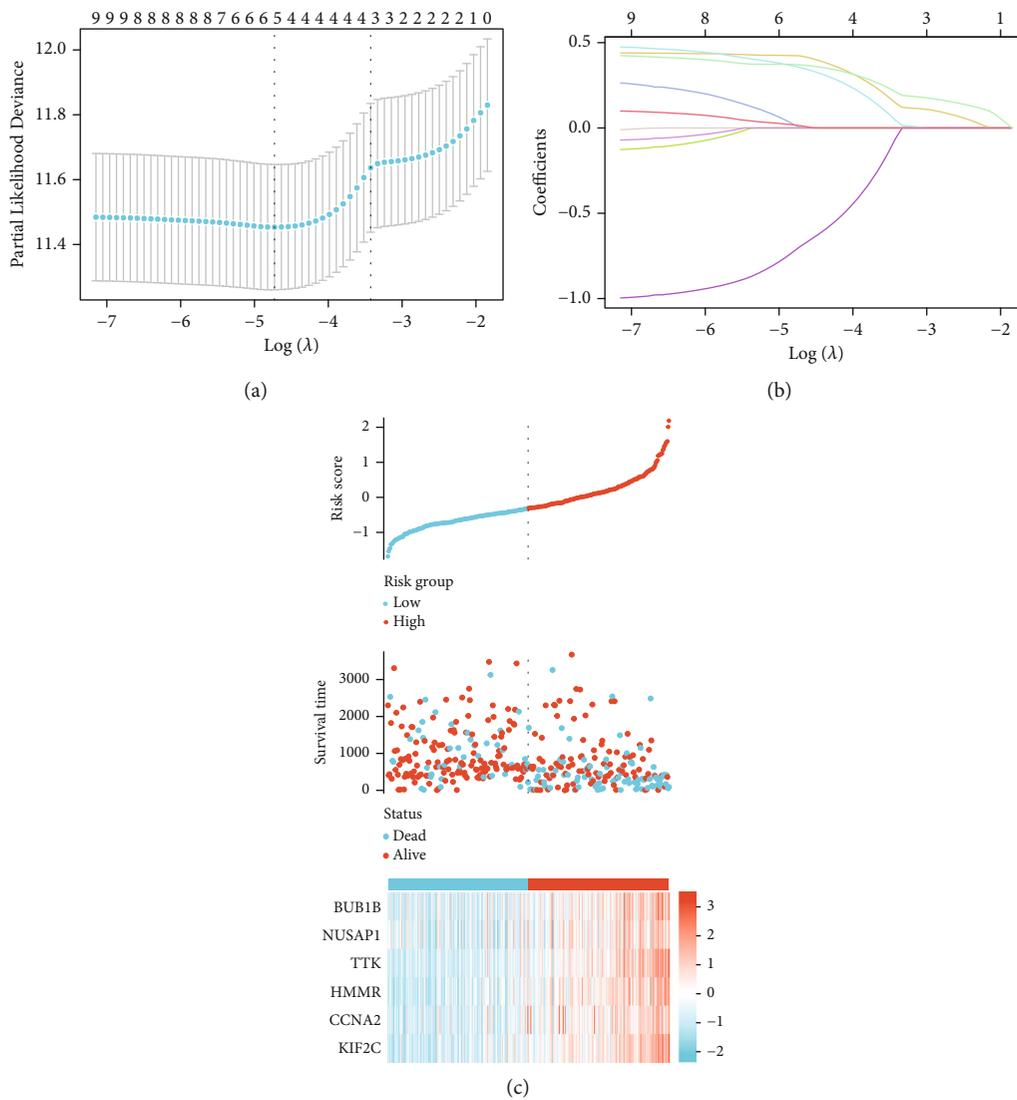 9 9 9 8 8 8 8 8 8 7 6 6 6 5 4 4 4 4 4 4 3 3 2 2 2 2 2 1 0
12.0
11.8
11.6
11.4
Partial Likelihood Deviance
−7 −6 −5 −4 −3 −2
Log (λ)
(a)
9 8 6 4 3 1
0.5
0.0
−0.5
−1.0
Coefficients
−7 −6 −5 −4 −3 −2
Log (λ)
(b)
2
1
0
−1
Risk score
Risk group
Low
High
3000
2000
1000
0
Survival time
Status
Dead
Alive
BUB1B
NUSAP1
TTK
HMMR
CCNA2
KIF2C
3
2
1
0
−1
−2
(c)